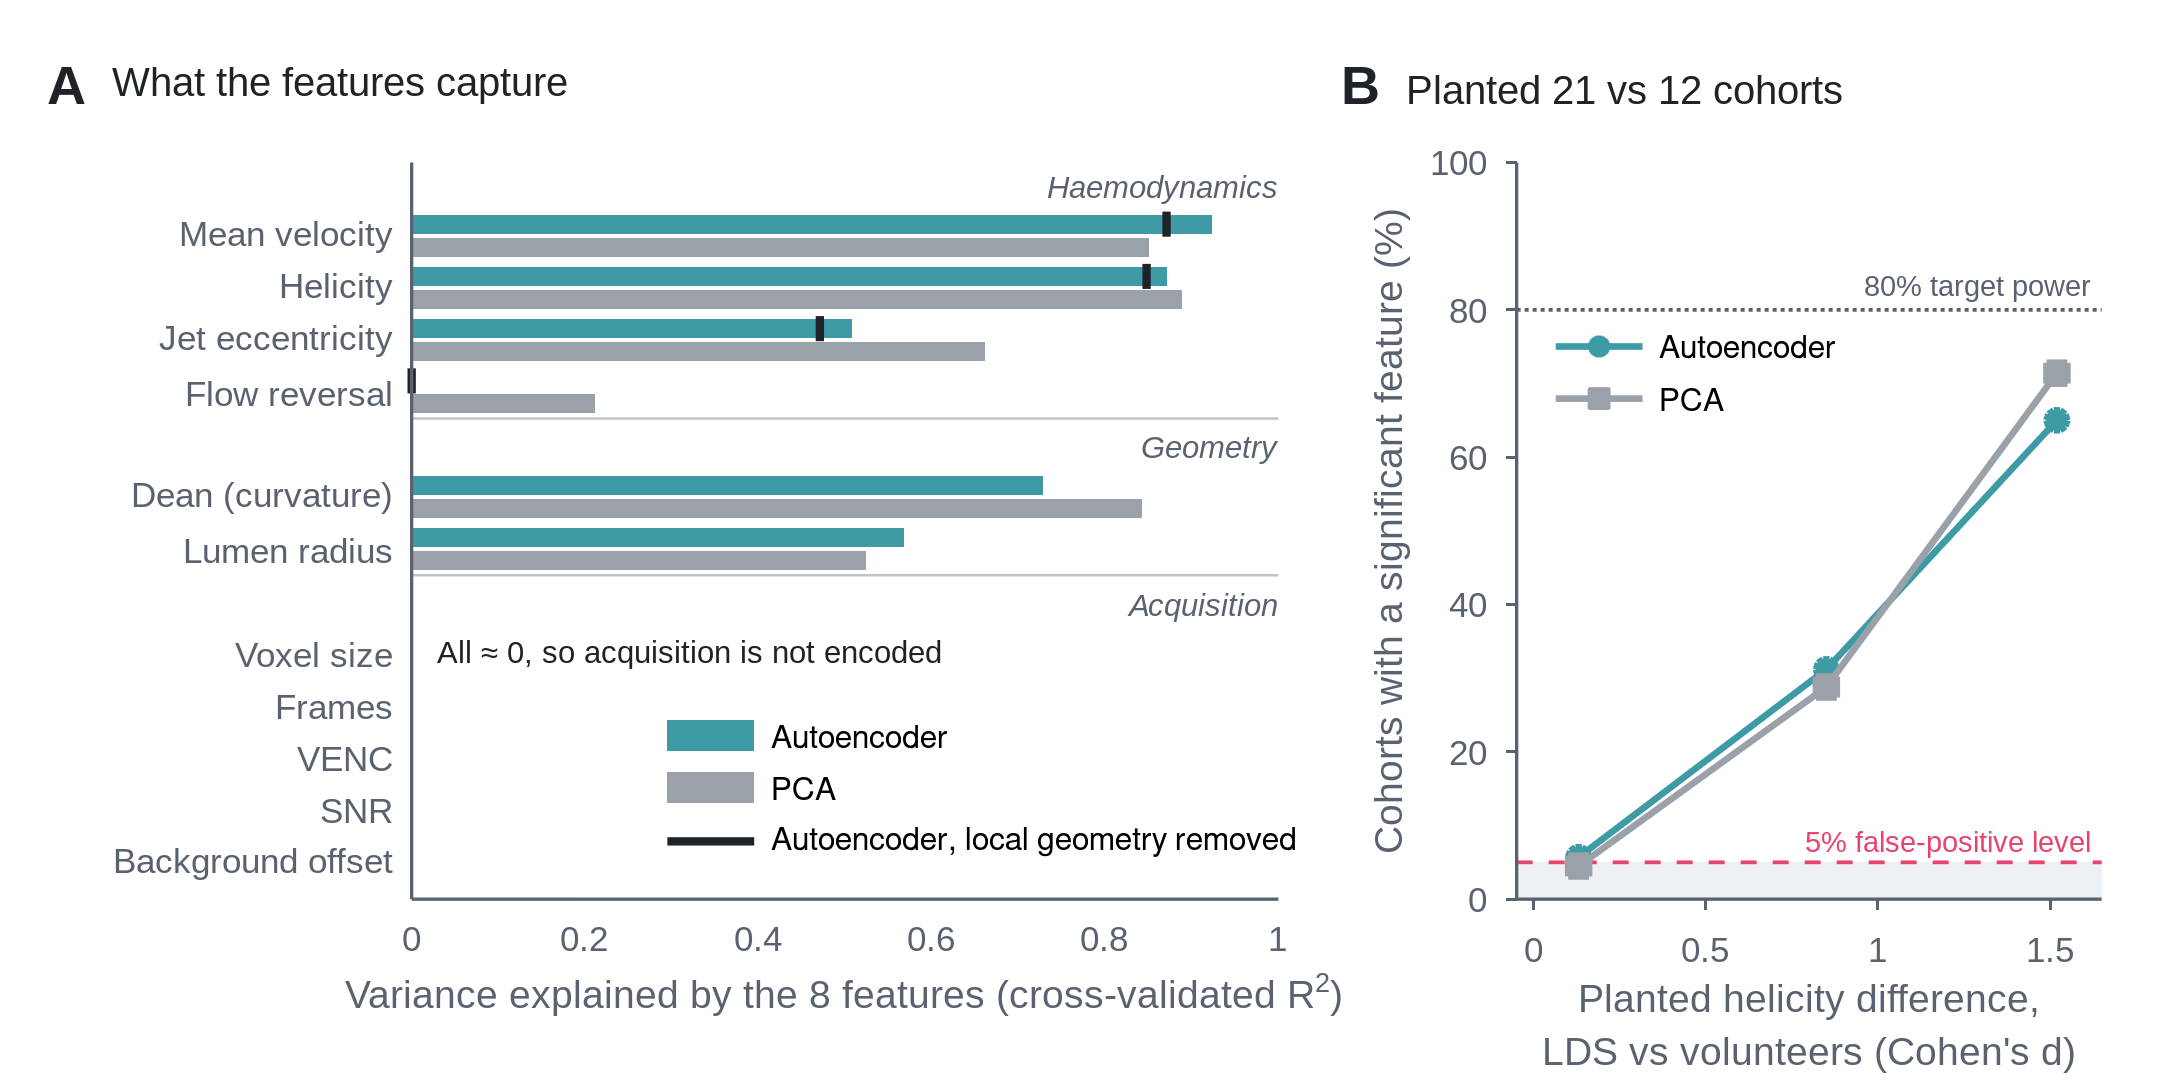 A What the features capture
Haemodynamics
Mean velocity
Helicity
Jet eccentricity
Flow reversal
Geometry
Dean (curvature)
Lumen radius
Acquisition
Voxel size
All ≈ 0, so acquisition is not encoded
Frames
VENC
SNR
Background offset
Autoencoder
PCA
Autoencoder, local geometry removed
0 0.2 0.4 0.6 0.8 1
Variance explained by the 8 features (cross-validated R²)
B Planted 21 vs 12 cohorts
Cohorts with a significant feature (%)
100
80
60
40
20
0
80% target power
Autoencoder
PCA
5% false-positive level
0 0.5 1 1.5
Planted helicity difference,
LDS vs volunteers (Cohen's d)